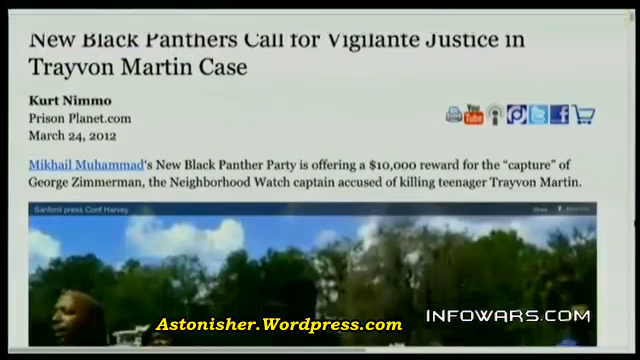 New Black Panthers Call for Vigilante Justice in
Trayvon Martin Case
Kurt Nimmo
Prison Planet.com
March 24, 2012
You
Tube
Mikhail Muhammad's New Black Panther Party is offering a $10,000 reward for the “capture” of
George Zimmerman, the Neighborhood Watch captain accused of killing teenager Trayvon Martin.
Sanford press Conf Harvey
INFOWARS.COM
Astonisher.Wordpress.com